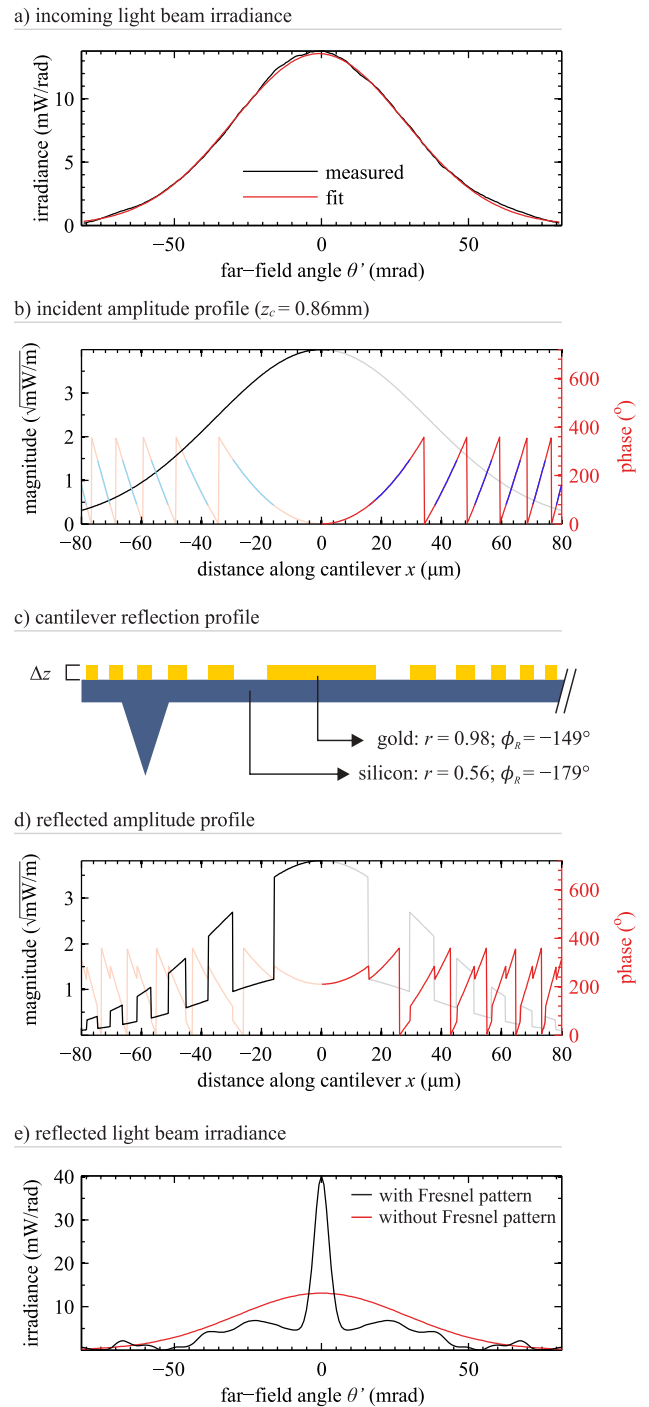 a) incoming light beam irradiance
irradiance (mW/rad)
10
5
0
measured
fit
−50
0
50
far−field angle θ’ (mrad)
b) incident amplitude profile (z_c = 0.86mm)
magnitude (√mW/m)
3
2
1
0
600
400
200
0
phase (°)
−80
−60
−40
−20
0
20
40
60
80
distance along cantilever x (μm)
c) cantilever reflection profile
Δz
gold: r = 0.98; ϕ_R = −149°
silicon: r = 0.56; ϕ_R = −179°
d) reflected amplitude profile
magnitude (√mW/m)
3
2
1
600
400
200
0
phase (°)
−80
−60
−40
−20
0
20
40
60
80
distance along cantilever x (μm)
e) reflected light beam irradiance
irradiance (mW/rad)
40
30
20
10
with Fresnel pattern
without Fresnel pattern
−50
0
50
far−field angle θ’ (mrad)